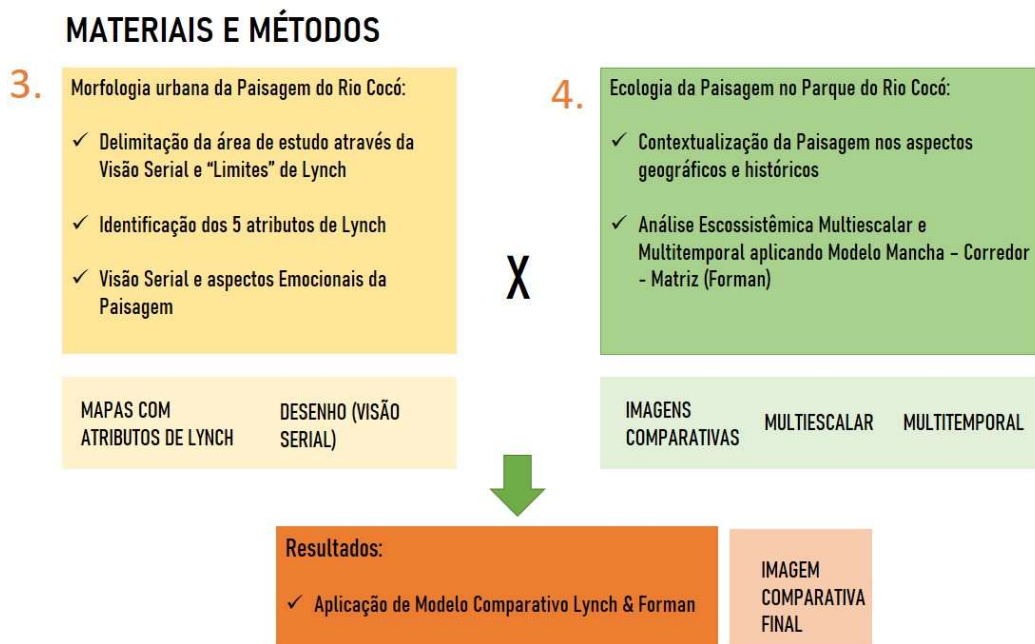 MATERIAIS E MÉTODOS
3.
Morfologia urbana da Paisagem do Rio Cocó:
✓ Delimitação da área de estudo através da
Visão Serial e “Limites” de Lynch
✓ Identificação dos 5 atributos de Lynch
✓ Visão Serial e aspectos Emocionais da
Paisagem
MAPAS COM
ATRIBUTOS DE LYNCH
DESENHO (VISÃO
SERIAL)
X
4.
Ecologia da Paisagem no Parque do Rio Cocó:
✓ Contextualização da Paisagem nos aspectos
geográficos e históricos
✓ Análise Escossistêmica Multiescalar e
Multitemporal aplicando Modelo Mancha – Corredor
- Matriz (Forman)
IMAGENS
COMPARATIVAS
MULTIESCALAR
MULTITEMPORAL
Resultados:
✓ Aplicação de Modelo Comparativo Lynch & Forman
IMAGEM
COMPARATIVA
FINAL